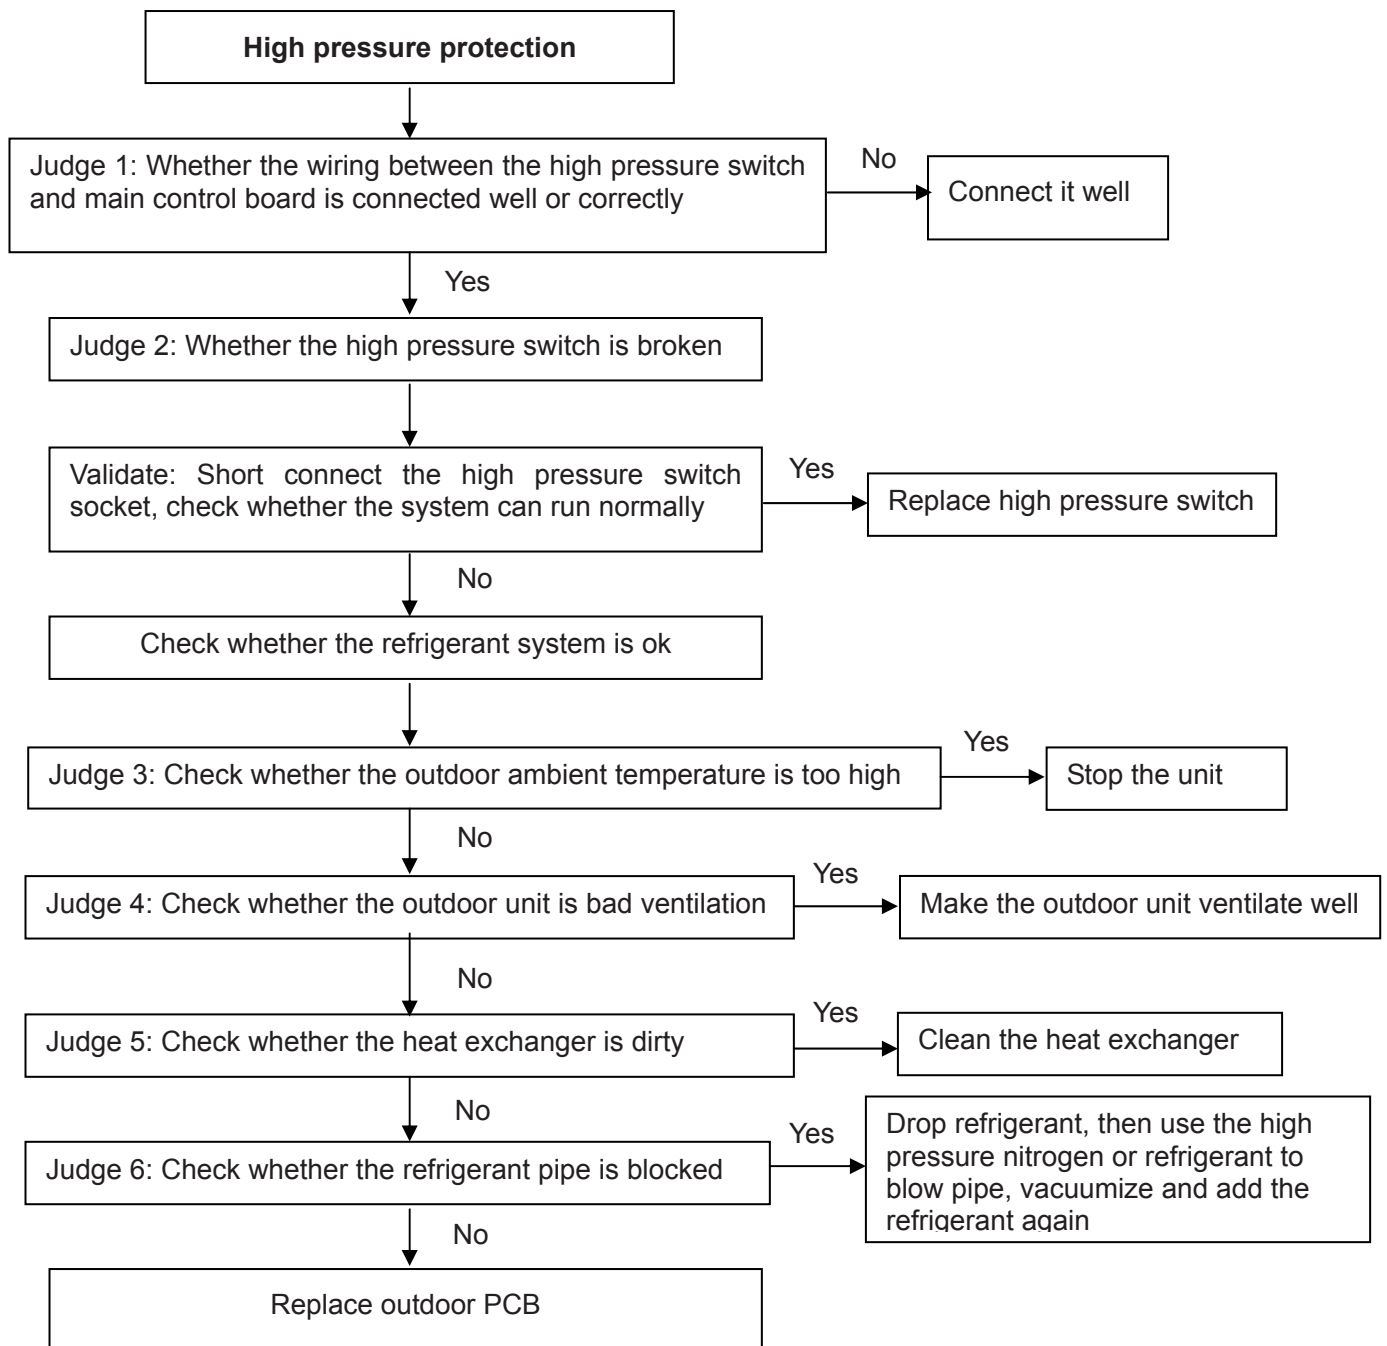 High pressure protection
Judge 1: Whether the wiring between the high pressure switch
and main control board is connected well or correctly
No
Connect it well
Yes
Judge 2: Whether the high pressure switch is broken
Validate: Short connect the high pressure switch
socket, check whether the system can run normally
Yes
Replace high pressure switch
No
Check whether the refrigerant system is ok
Judge 3: Check whether the outdoor ambient temperature is too high
Yes
Stop the unit
No
Judge 4: Check whether the outdoor unit is bad ventilation
Yes
Make the outdoor unit ventilate well
No
Judge 5: Check whether the heat exchanger is dirty
Yes
Clean the heat exchanger
No
Judge 6: Check whether the refrigerant pipe is blocked
Yes
Drop refrigerant, then use the high
pressure nitrogen or refrigerant to
blow pipe, vacuumize and add the
refrigerant again
No
Replace outdoor PCB